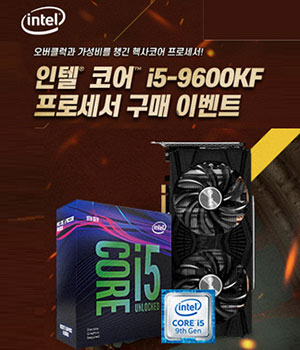 intel
오버클럭과 가성비를 챙긴 헥사코어 프로세서!
인텔® 코어™ i5-9600KF
프로세서 구매 이벤트
intel
CORE i5
UNLOCKED
intel
CORE i5
9th Gen